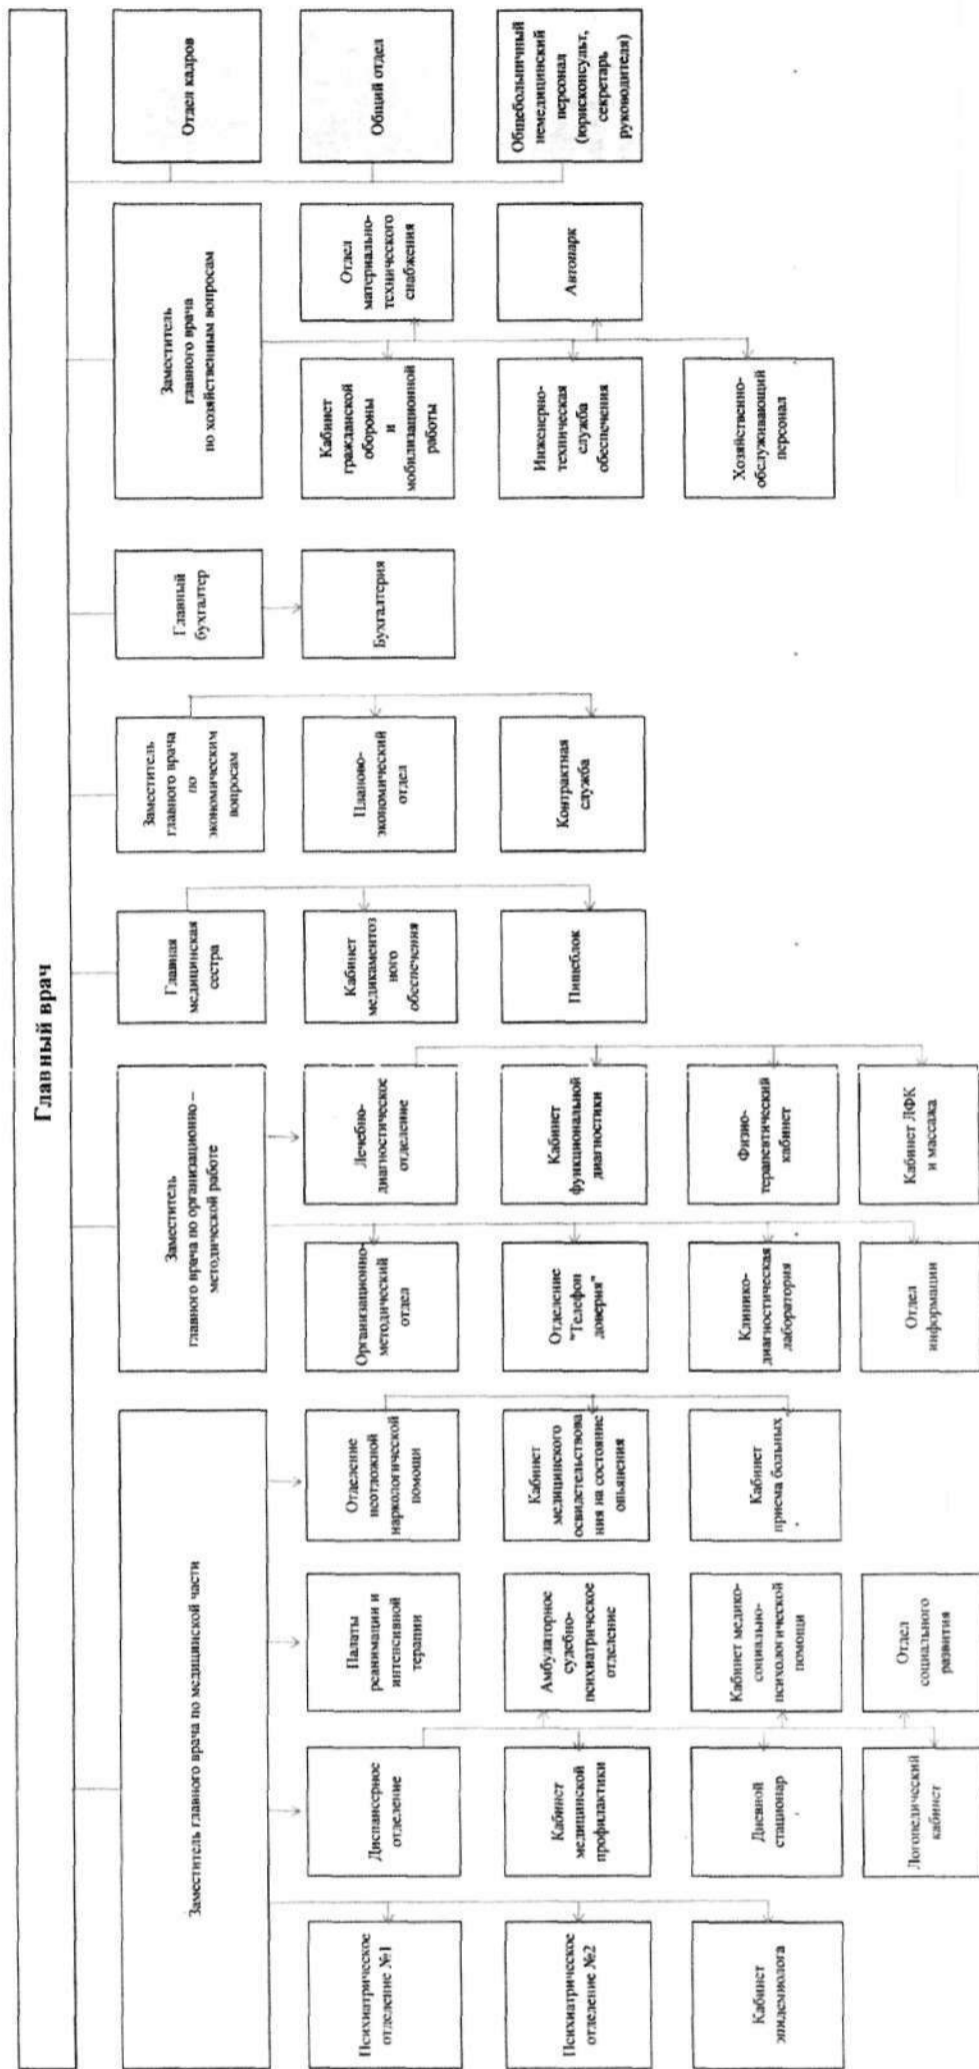 Главный врач
Заместитель главного врача по медицинской части
Психиатрическое
отделение №1
Психиатрическое
отделение №2
Кабинет
эпидемиолога
Диспансерное
отделение
Кабинет
медицинской
профилактики
Дневной
стационар
Логопедический
кабинет
Палаты
реанимации и
интенсивной
терапии
Амбулаторное
судебно-
психиатрическое
отделение
Кабинет медико-
социально-
психологической
помощи
Отдел
социального
развития
Отделение
неотложной
наркологической
помощи
Кабинет
медицинского
освидетельствова
ния на состояние
опьянения
Кабинет
приема больных
Заместитель
главного врача по организационно –
методической работе
Организационно-
методический
отдел
Отделение
"Телефон
доверия"
Клинико-
диагностическая
лаборатория
Отдел
информации
Лечебно-
диагностическое
отделение
Кабинет
функциональной
диагностики
Физио-
терапевтический
кабинет
Кабинет ЛФК
и массажа
Главная
медицинская
сестра
Кабинет
медикаментоз
ного
обеспечения
Пищеблок
Заместитель
главного врача
по
экономическим
вопросам
Планово-
экономический
отдел
Контрактная
служба
Главный
бухгалтер
Бухгалтерия
Заместитель
главного врача
по хозяйственным вопросам
Кабинет
гражданской
обороны
и
мобилизационной
работы
Инженерно-
техническая
служба
обеспечения
Хозяйственно-
обслуживающий
персонал
Отдел
материально-
технического
снабжения
Автопарк
Отдел кадров
Общий отдел
Общебольничный
немедицинский
персонал
(юрисконсульт,
секретарь
руководителя)